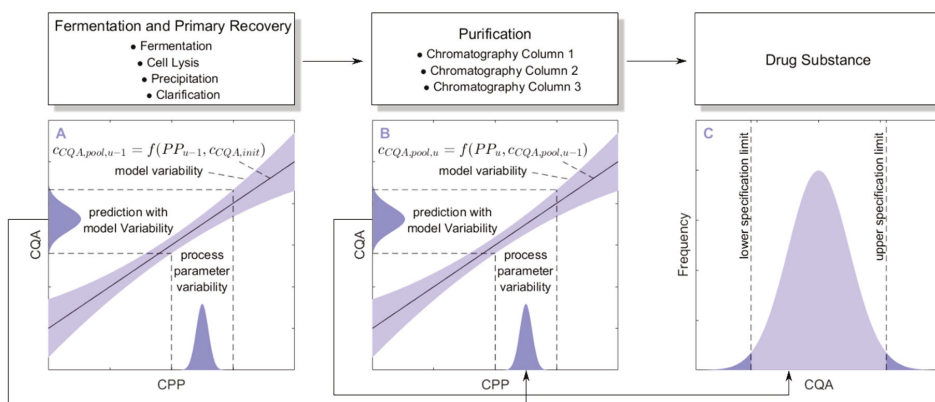 Fermentation and Primary Recovery
● Fermentation
● Cell Lysis
● Precipitation
● Clarification
Purification
● Chromatography Column 1
● Chromatography Column 2
● Chromatography Column 3
Drug Substance
A
c_{CQA,pool,u−1} = f(PP_{u−1}, c_{CQA,init})
model variability
prediction with
model Variability
process
parameter
variability
CQA
CPP
B
c_{CQA,pool,u} = f(PP_u, c_{CQA,pool,u−1})
model variability
prediction with
model Variability
process
parameter
variability
CPP
C
lower specification limit
upper specification limit
Frequency
CQA